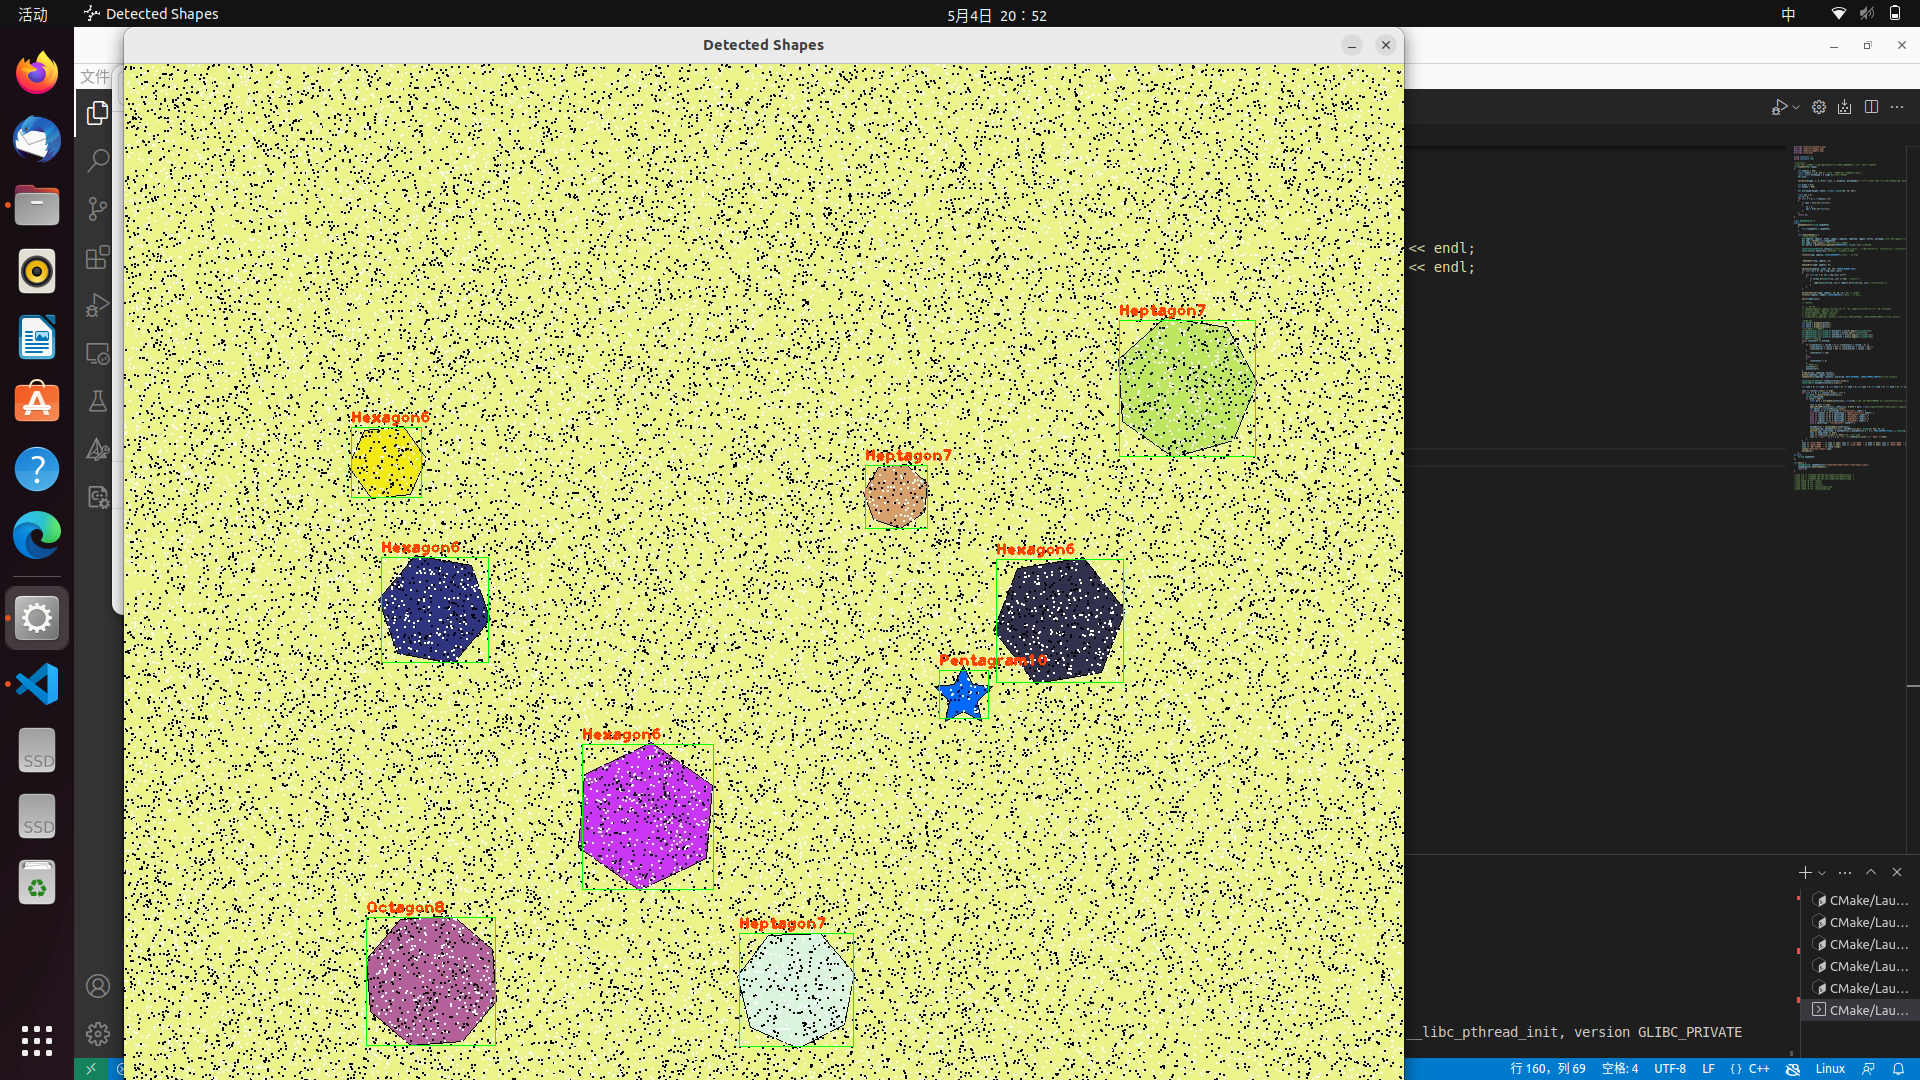 活动
Detected Shapes
5月4日 20：52
中
Detected Shapes
文件
<< endl;
<< endl;
Heptagon7
Hexagon6
Heptagon7
Hexagon6
Hexagon6
Pentagram10
Hexagon6
Octagon8
Heptagon7
SSD
SSD
CMake/Lau...
CMake/Lau...
CMake/Lau...
CMake/Lau...
CMake/Lau...
CMake/Lau...
__libc_pthread_init, version GLIBC_PRIVATE
行 160，列 69 空格: 4 UTF-8 LF {} C++ Linux